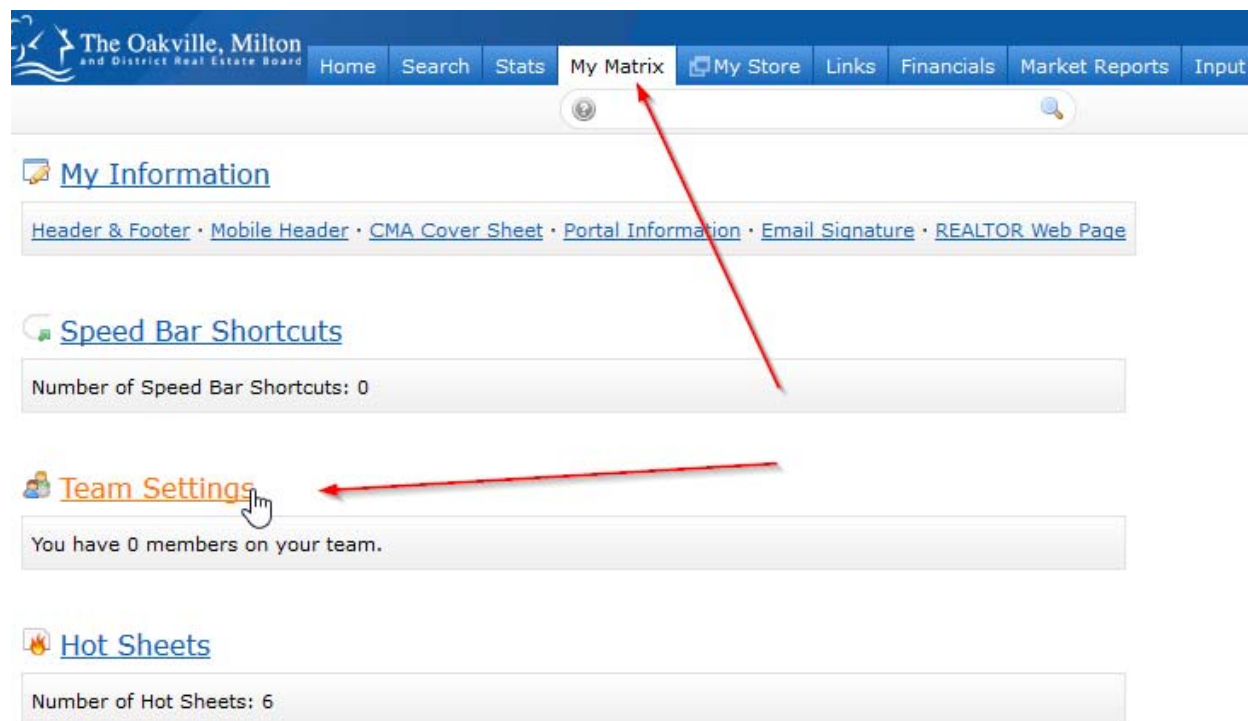 The Oakville, Milton
and District Real Estate Board
Home Search Stats My Matrix My Store Links Financials Market Reports Input
My Information
Header & Footer · Mobile Header · CMA Cover Sheet · Portal Information · Email Signature · REALTOR Web Page
Speed Bar Shortcuts
Number of Speed Bar Shortcuts: 0
Team Settings
You have 0 members on your team.
Hot Sheets
Number of Hot Sheets: 6